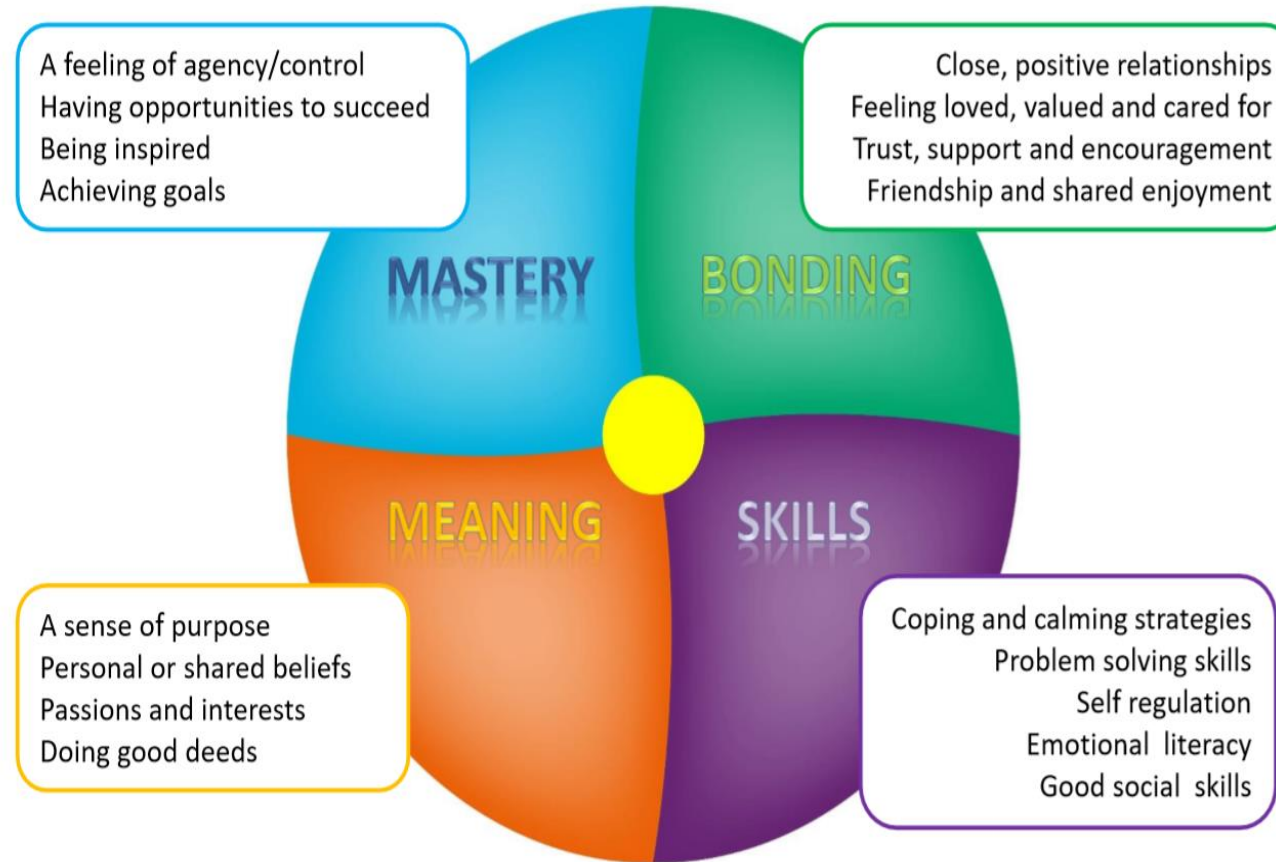 A feeling of agency/control
Having opportunities to succeed
Being inspired
Achieving goals
Close, positive relationships
Feeling loved, valued and cared for
Trust, support and encouragement
Friendship and shared enjoyment
MASTERY
BONDING
MEANING
SKILLS
A sense of purpose
Personal or shared beliefs
Passions and interests
Doing good deeds
Coping and calming strategies
Problem solving skills
Self regulation
Emotional literacy
Good social skills